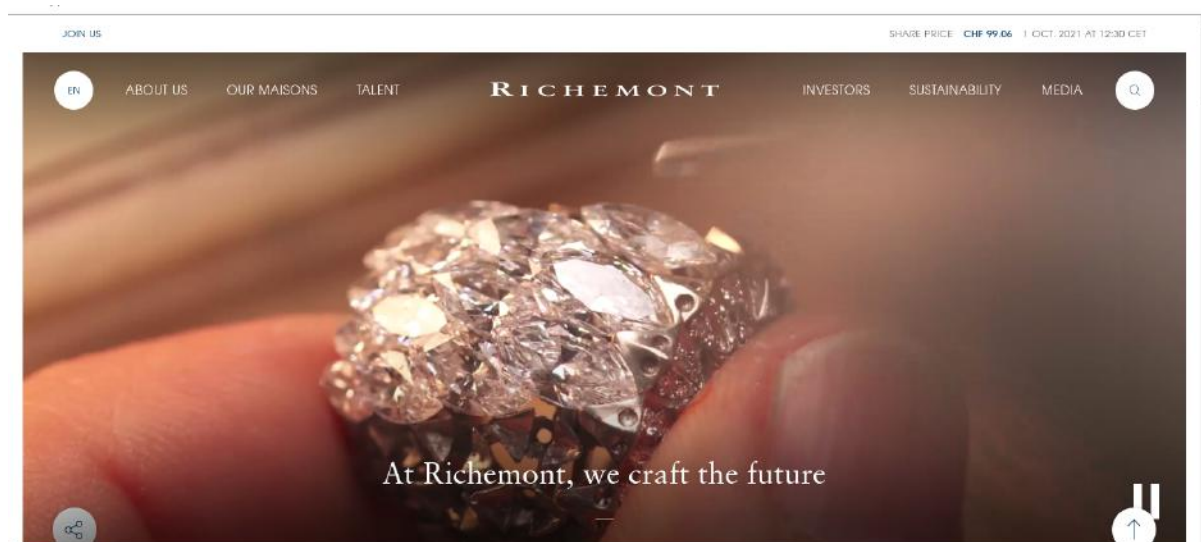 JOIN US
SHARE PRICE CHF 99.06 1 OCT. 2021 AT 12:30 CET
EN ABOUT US OUR MAISONS TALENT RICHEMONT INVESTORS SUSTAINABILITY MEDIA
At Richemont, we craft the future